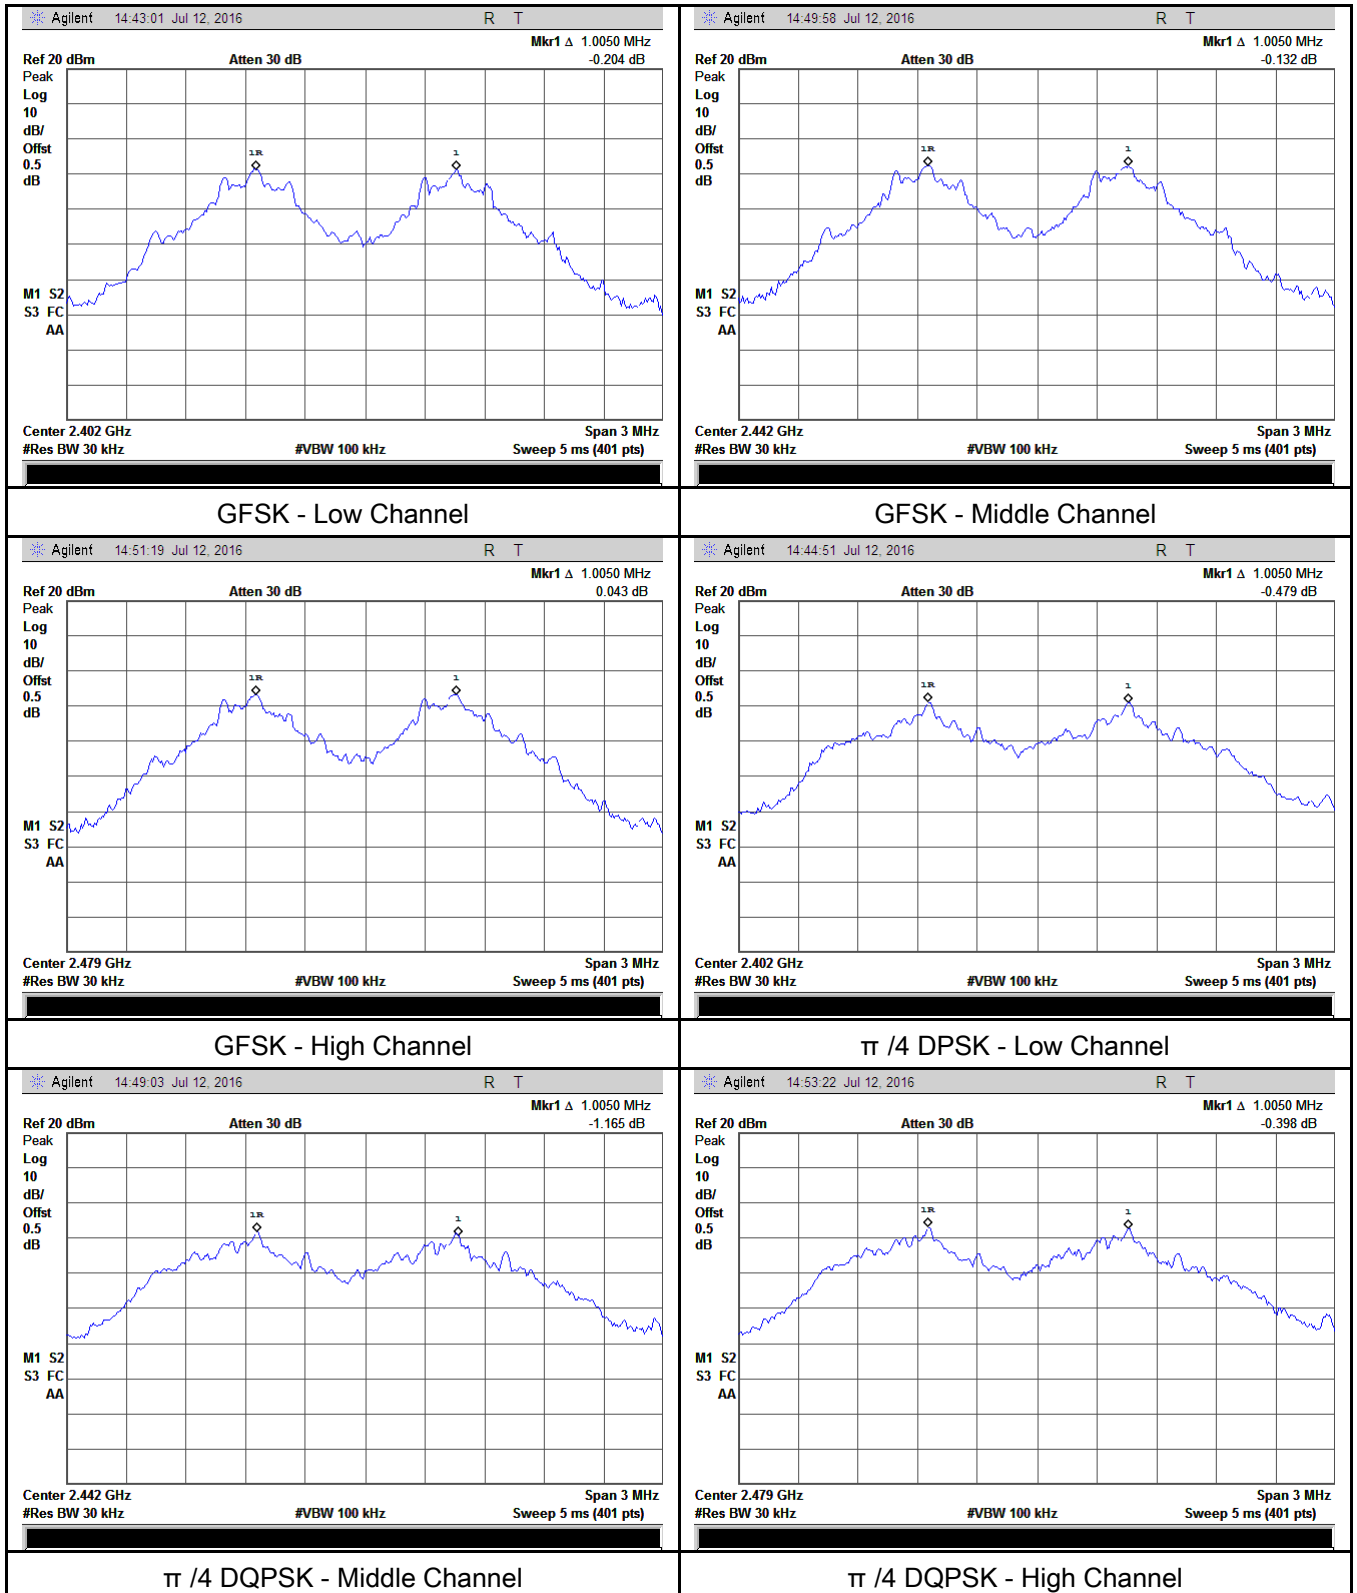 Agilent 14:43:01 Jul 12, 2016 R T
Mkr1 Δ 1.0050 MHz
Ref 20 dBm Atten 30 dB -0.204 dB
Peak
Log
10
dB/
Offst
0.5
dB
1R 1
M1 S2
S3 FC
AA
Center 2.402 GHz Span 3 MHz
#Res BW 30 kHz #VBW 100 kHz Sweep 5 ms (401 pts)
GFSK - Low Channel
Agilent 14:49:58 Jul 12, 2016 R T
Mkr1 Δ 1.0050 MHz
Ref 20 dBm Atten 30 dB -0.132 dB
Peak
Log
10
dB/
Offst
0.5
dB
1R 1
M1 S2
S3 FC
AA
Center 2.442 GHz Span 3 MHz
#Res BW 30 kHz #VBW 100 kHz Sweep 5 ms (401 pts)
GFSK - Middle Channel
Agilent 14:51:19 Jul 12, 2016 R T
Mkr1 Δ 1.0050 MHz
Ref 20 dBm Atten 30 dB 0.043 dB
Peak
Log
10
dB/
Offst
0.5
dB
1R 1
M1 S2
S3 FC
AA
Center 2.479 GHz Span 3 MHz
#Res BW 30 kHz #VBW 100 kHz Sweep 5 ms (401 pts)
GFSK - High Channel
Agilent 14:44:51 Jul 12, 2016 R T
Mkr1 Δ 1.0050 MHz
Ref 20 dBm Atten 30 dB -0.479 dB
Peak
Log
10
dB/
Offst
0.5
dB
1R 1
M1 S2
S3 FC
AA
Center 2.402 GHz Span 3 MHz
#Res BW 30 kHz #VBW 100 kHz Sweep 5 ms (401 pts)
π /4 DPSK - Low Channel
Agilent 14:49:03 Jul 12, 2016 R T
Mkr1 Δ 1.0050 MHz
Ref 20 dBm Atten 30 dB -1.165 dB
Peak
Log
10
dB/
Offst
0.5
dB
1R 1
M1 S2
S3 FC
AA
Center 2.442 GHz Span 3 MHz
#Res BW 30 kHz #VBW 100 kHz Sweep 5 ms (401 pts)
π /4 DQPSK - Middle Channel
Agilent 14:53:22 Jul 12, 2016 R T
Mkr1 Δ 1.0050 MHz
Ref 20 dBm Atten 30 dB -0.398 dB
Peak
Log
10
dB/
Offst
0.5
dB
1R 1
M1 S2
S3 FC
AA
Center 2.479 GHz Span 3 MHz
#Res BW 30 kHz #VBW 100 kHz Sweep 5 ms (401 pts)
π /4 DQPSK - High Channel